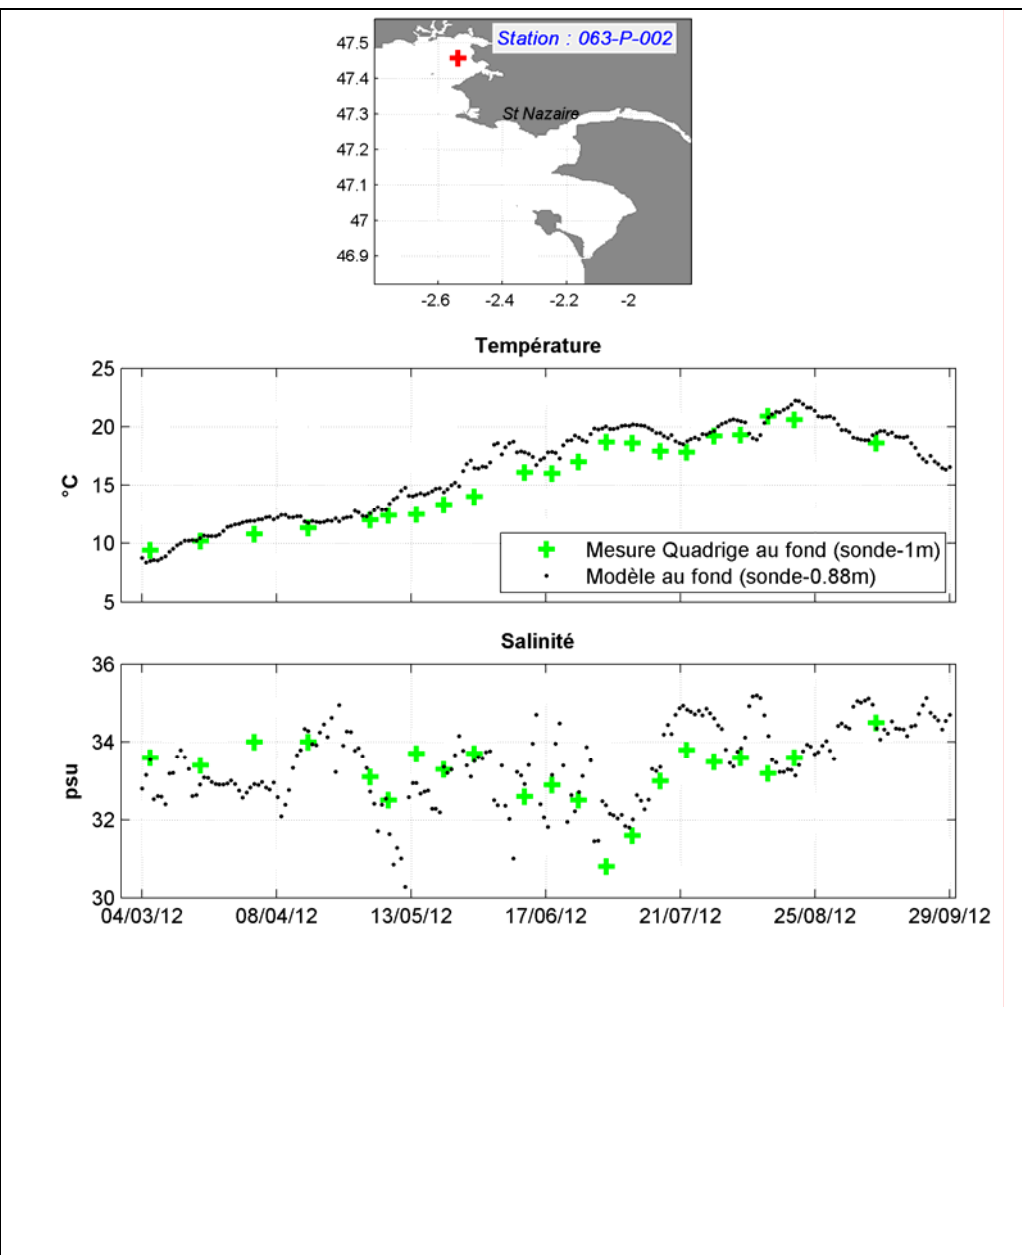 Station : 063-P-002
47.5
47.4
St Nazaire
47.3
47.2
47.1
47
46.9
-2.6 -2.4 -2.2 -2
Température
25
20
15
10
5
°C
Mesure Quadrige au fond (sonde-1m)
Modèle au fond (sonde-0.88m)
Salinité
36
34
32
30
psu
04/03/12 08/04/12 13/05/12 17/06/12 21/07/12 25/08/12 29/09/12